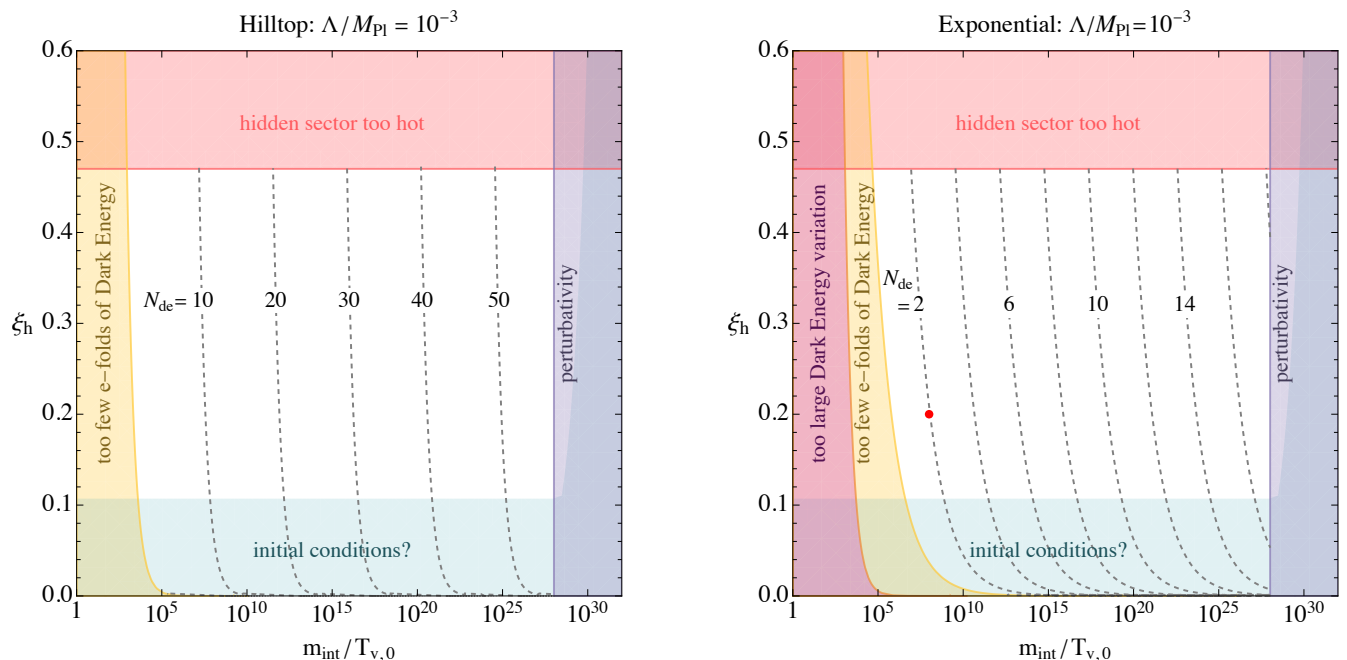 Hilltop: Λ/M_Pl = 10^−3
0.6
0.5
0.4
0.3
0.2
0.1
0.0
ξ_h
hidden sector too hot
too few e−folds of Dark Energy
N_de = 10
20
30
40
50
perturbativity
initial conditions?
1
10^5
10^10
10^15
10^20
10^25
10^30
m_int/T_v,0
Exponential: Λ/M_Pl=10^−3
0.6
0.5
0.4
0.3
0.2
0.1
0.0
ξ_h
hidden sector too hot
too large Dark Energy variation
too few e−folds of Dark Energy
N_de
= 2
6
10
14
perturbativity
initial conditions?
1
10^5
10^10
10^15
10^20
10^25
10^30
m_int/T_v,0